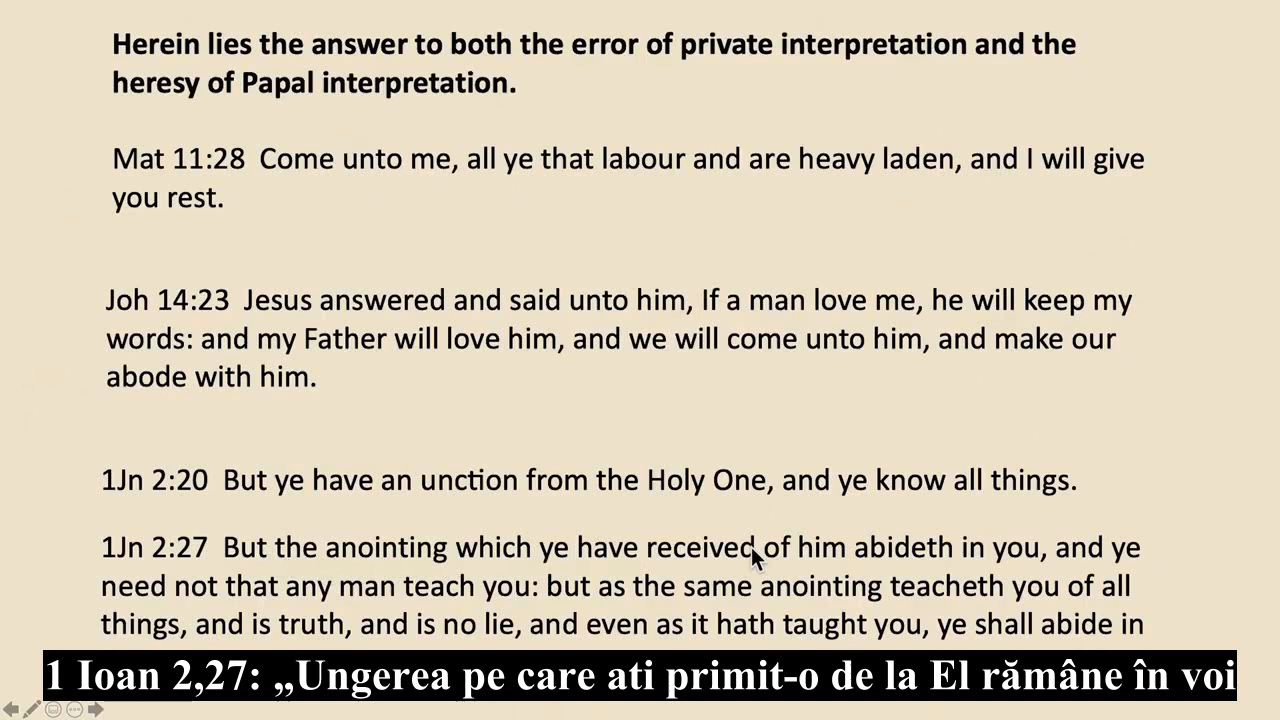 Herein lies the answer to both the error of private interpretation and the
heresy of Papal interpretation.
Mat 11:28  Come unto me, all ye that labour and are heavy laden, and I will give
you rest.
Joh 14:23  Jesus answered and said unto him, If a man love me, he will keep my
words: and my Father will love him, and we will come unto him, and make our
abode with him.
1Jn 2:20  But ye have an unction from the Holy One, and ye know all things.
1Jn 2:27  But the anointing which ye have received of him abideth in you, and ye
need not that any man teach you: but as the same anointing teacheth you of all
things, and is truth, and is no lie, and even as it hath taught you, ye shall abide in
1 Ioan 2,27: „Ungerea pe care ati primit-o de la El rămâne în voi